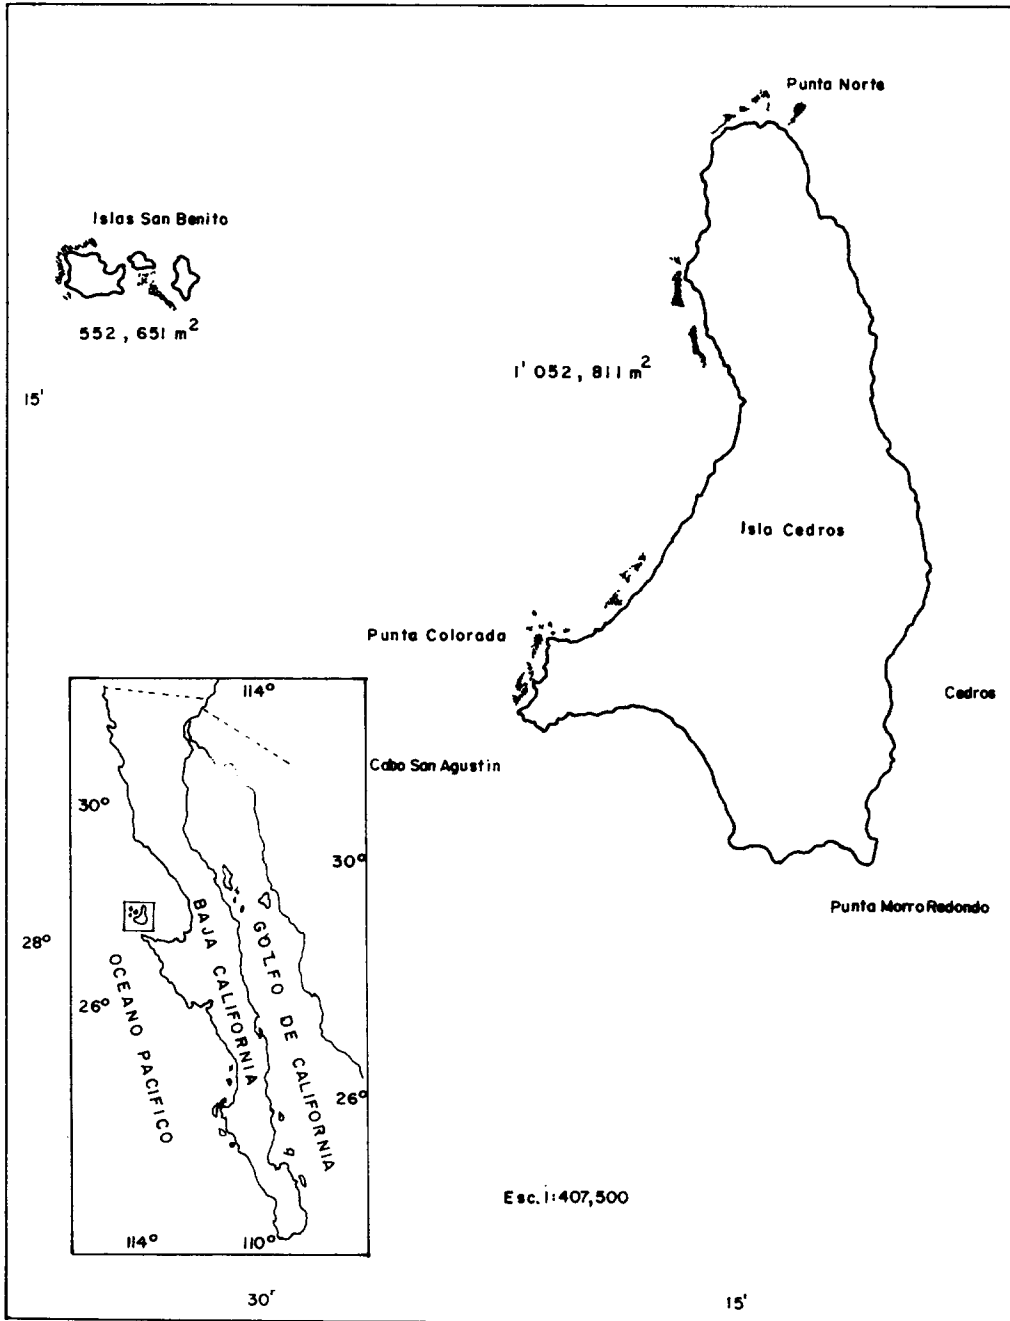 Punta Norte
Islas San Benito
552, 651 m²
1' 052, 811 m²
15'
Isla Cedros
Punta Colorada
Cedros
Cabo San Agustin
Punta Morro Redondo
28°
114°
30°
30°
BAJA CALIFORNIA
GOLFO DE CALIFORNIA
OCEANO PACIFICO
26°
26°
114°
110°
Esc. 1:407,500
30'
15'